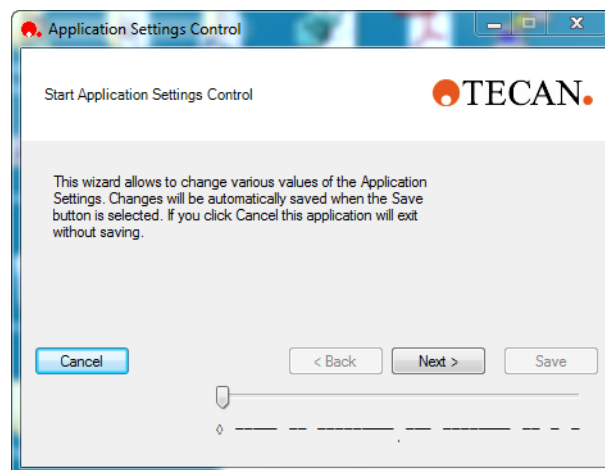 Application Settings Control
Start Application Settings Control
TECAN.
This wizard allows to change various values of the Application
Settings. Changes will be automatically saved when the Save
button is selected. If you click Cancel this application will exit
without saving.
Cancel
< Back
Next >
Save